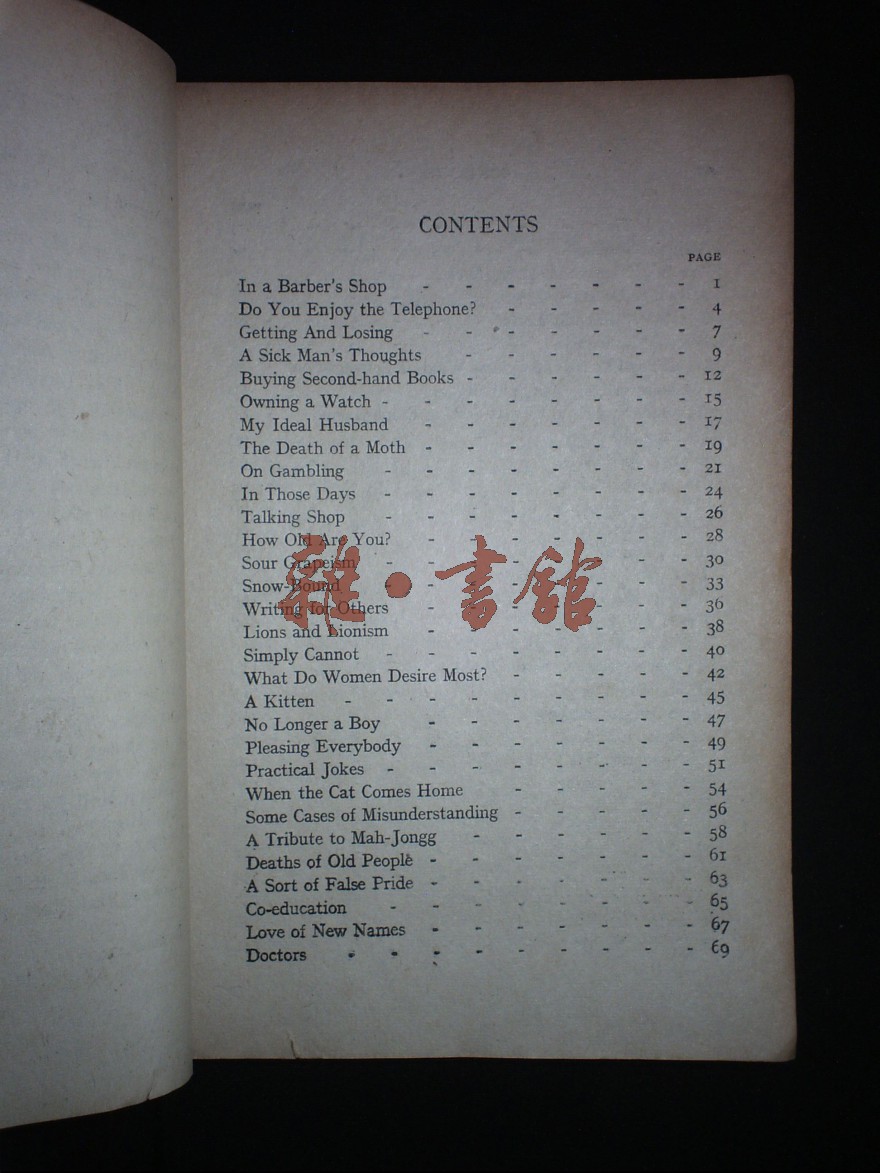 CONTENTS
PAGE
In a Barber's Shop - - - - - - - 1
Do You Enjoy the Telephone? - - - - - 4
Getting And Losing - - - - - - - 7
A Sick Man's Thoughts - - - - - - 9
Buying Second-hand Books - - - - - - 12
Owning a Watch - - - - - - - - 15
My Ideal Husband - - - - - - - 17
The Death of a Moth - - - - - - - 19
On Gambling - - - - - - - - 21
In Those Days - - - - - - - - 24
Talking Shop - - - - - - - - 26
How Old Are You? - - - - - - - 28
Sour Grapeism - - - - - - - - 30
Snow-Bound - - - - - - - - 33
Writing for Others - - - - - - - 36
Lions and Lionism - - - - - - - 38
Simply Cannot - - - - - - - - 40
What Do Women Desire Most? - - - - - 42
A Kitten - - - - - - - - - 45
No Longer a Boy - - - - - - - 47
Pleasing Everybody - - - - - - - 49
Practical Jokes - - - - - - - - 51
When the Cat Comes Home - - - - - 54
Some Cases of Misunderstanding - - - - - 56
A Tribute to Mah-Jongg - - - - - - 58
Deaths of Old People - - - - - - - 61
A Sort of False Pride - - - - - - - 63
Co-education - - - - - - - - 65
Love of New Names - - - - - - - 67
Doctors - - - - - - - - - 69
雜·書館